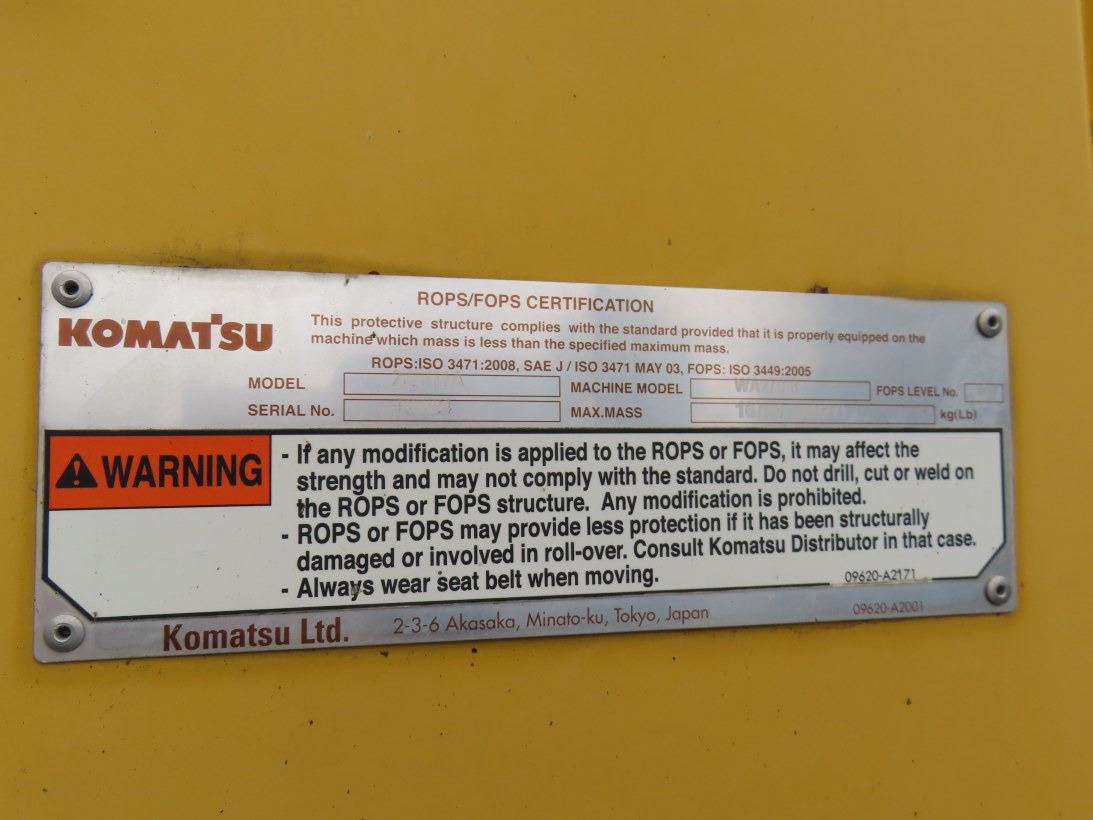 ROPS/FOPS CERTIFICATION
KOMATSU
This protective structure complies with the standard provided that it is properly equipped on the
machine which mass is less than the specified maximum mass.
ROPS:ISO 3471:2008, SAE J / ISO 3471 MAY 03, FOPS: ISO 3449:2005
MODEL MACHINE MODEL FOPS LEVEL No.
SERIAL No. MAX.MASS kg(Lb)
WARNING
- If any modification is applied to the ROPS or FOPS, it may affect the
strength and may not comply with the standard. Do not drill, cut or weld on
the ROPS or FOPS structure. Any modification is prohibited.
- ROPS or FOPS may provide less protection if it has been structurally
damaged or involved in roll-over. Consult Komatsu Distributor in that case.
- Always wear seat belt when moving.
09620-A2171
Komatsu Ltd. 2-3-6 Akasaka, Minato-ku, Tokyo, Japan 09620-A2001